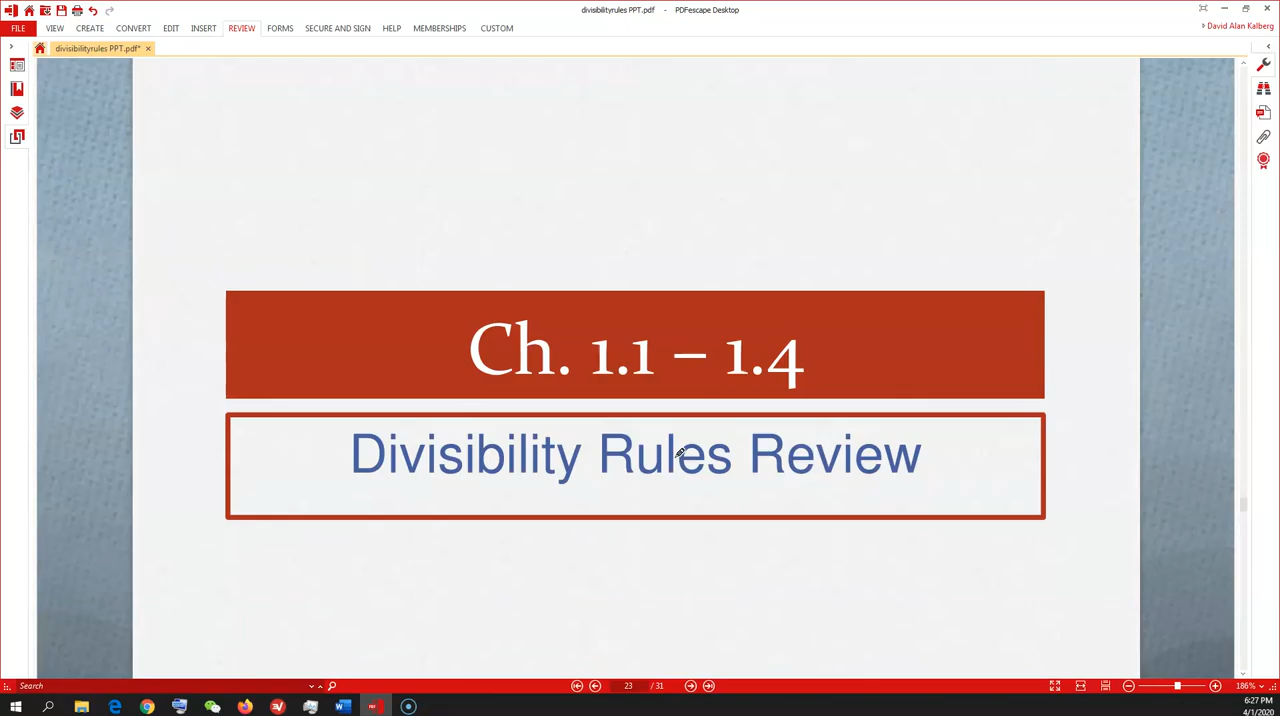 divisibilityrules PPT.pdf - PDFescape Desktop
FILE VIEW CREATE CONVERT EDIT INSERT REVIEW FORMS SECURE AND SIGN HELP MEMBERSHIPS CUSTOM
David Alan Kalberg
divisibilityrules PPT.pdf*
Ch. 1.1 – 1.4
Divisibility Rules Review
Search
23 / 31
186%
6:27 PM
4/1/2020